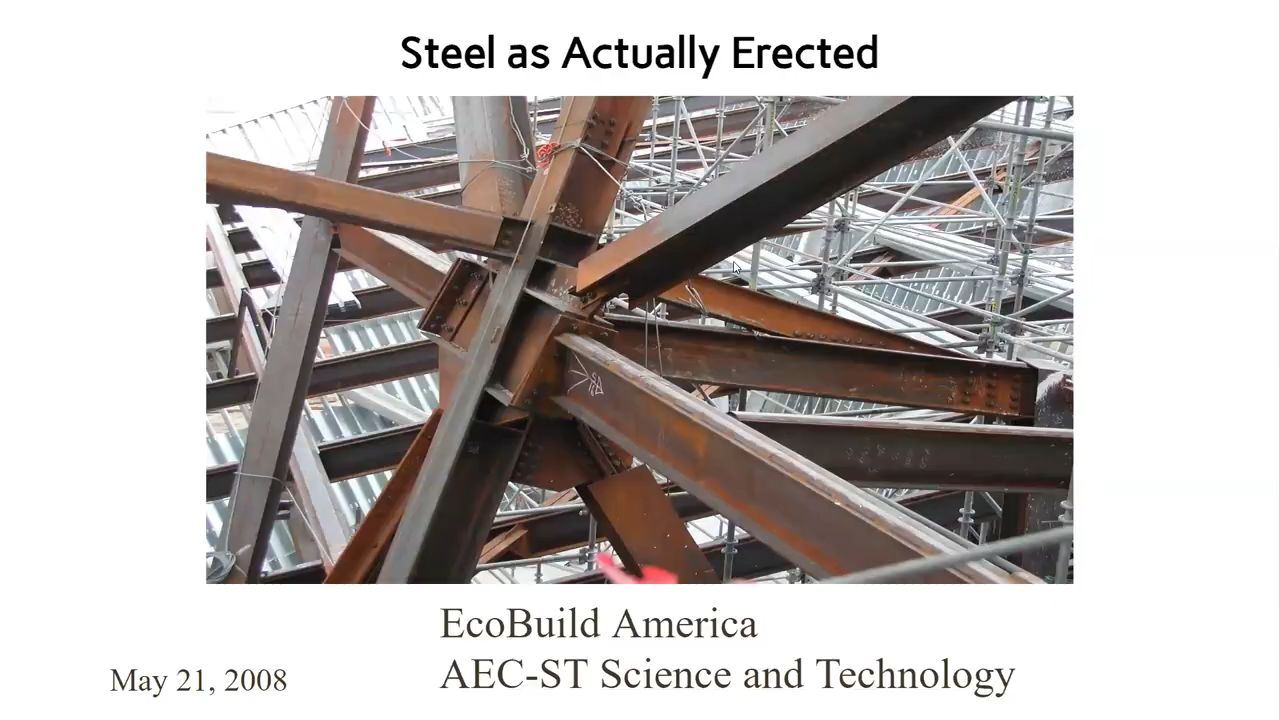 Steel as Actually Erected
EcoBuild America
May 21, 2008
AEC-ST Science and Technology